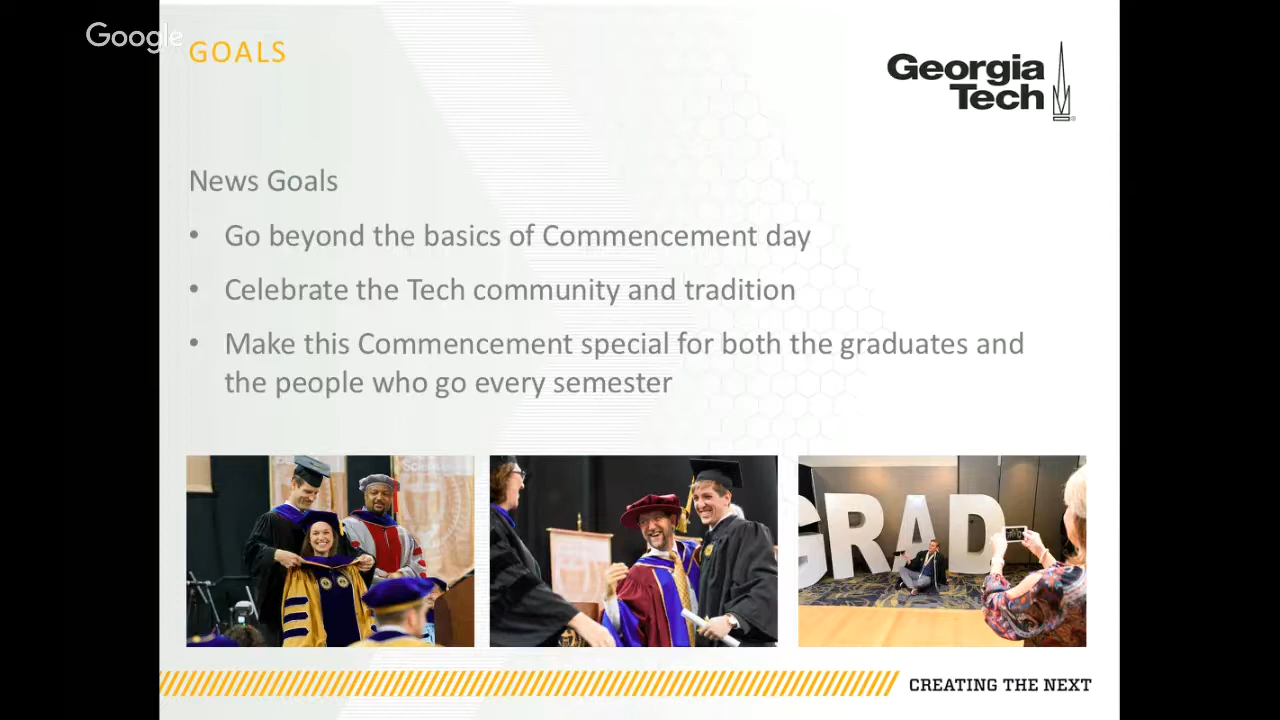 Google
GOALS
Georgia
Tech
News Goals
• Go beyond the basics of Commencement day
• Celebrate the Tech community and tradition
• Make this Commencement special for both the graduates and
the people who go every semester
GRAD
CREATING THE NEXT